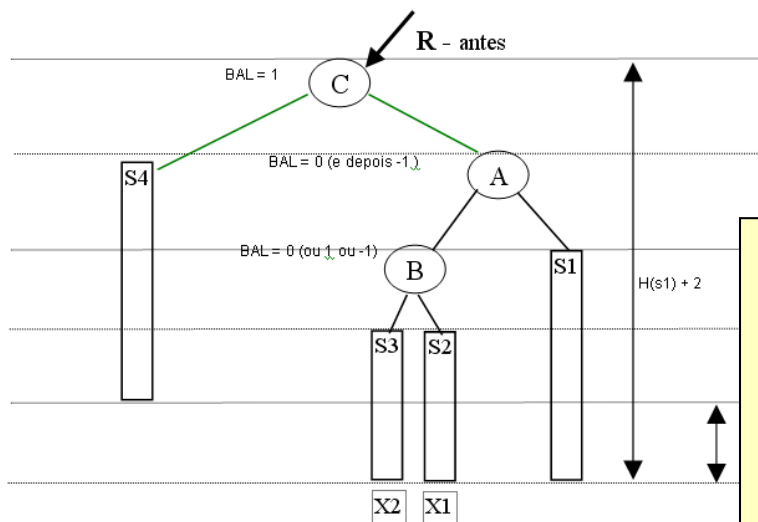 R - antes
BAL = 1
C
BAL = 0 (e depois -1 )
S4
A
BAL = 0 (ou 1 ou -1)
B
S1
H(s1) + 2
S3
S2
X2
X1